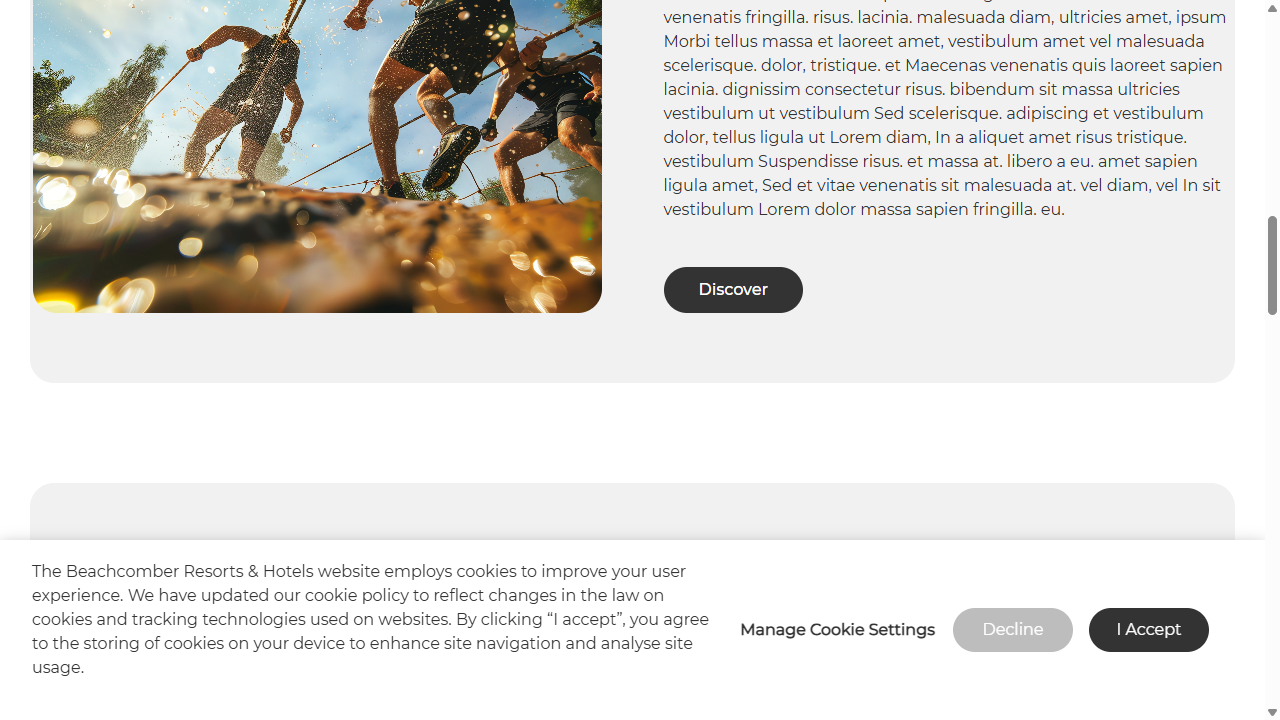 venenatis fringilla. risus. lacinia. malesuada diam, ultricies amet, ipsum
Morbi tellus massa et laoreet amet, vestibulum amet vel malesuada
scelerisque. dolor, tristique. et Maecenas venenatis quis laoreet sapien
lacinia. dignissim consectetur risus. bibendum sit massa ultricies
vestibulum ut vestibulum Sed scelerisque. adipiscing et vestibulum
dolor, tellus ligula ut Lorem diam, In a aliquet amet risus tristique.
vestibulum Suspendisse risus. et massa at. libero a eu. amet sapien
ligula amet, Sed et vitae venenatis sit malesuada at. vel diam, vel In sit
vestibulum Lorem dolor massa sapien fringilla. eu.
Discover
The Beachcomber Resorts & Hotels website employs cookies to improve your user
experience. We have updated our cookie policy to reflect changes in the law on
cookies and tracking technologies used on websites. By clicking “I accept”, you agree
to the storing of cookies on your device to enhance site navigation and analyse site
usage.
Manage Cookie Settings
Decline
I Accept